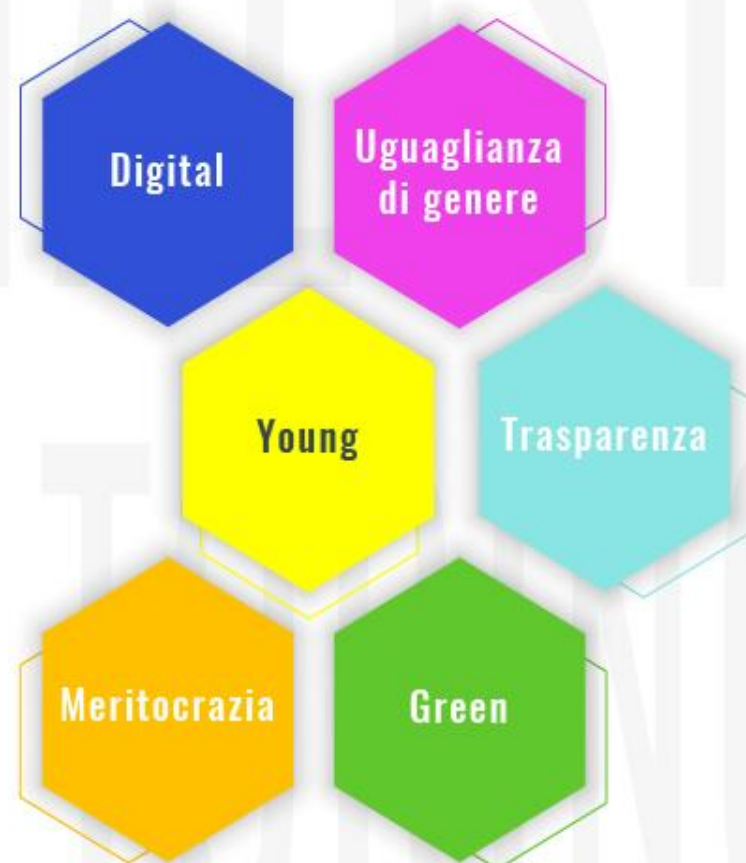 Digital
Uguaglianza
di genere
Young
Trasparenza
Meritocrazia
Green